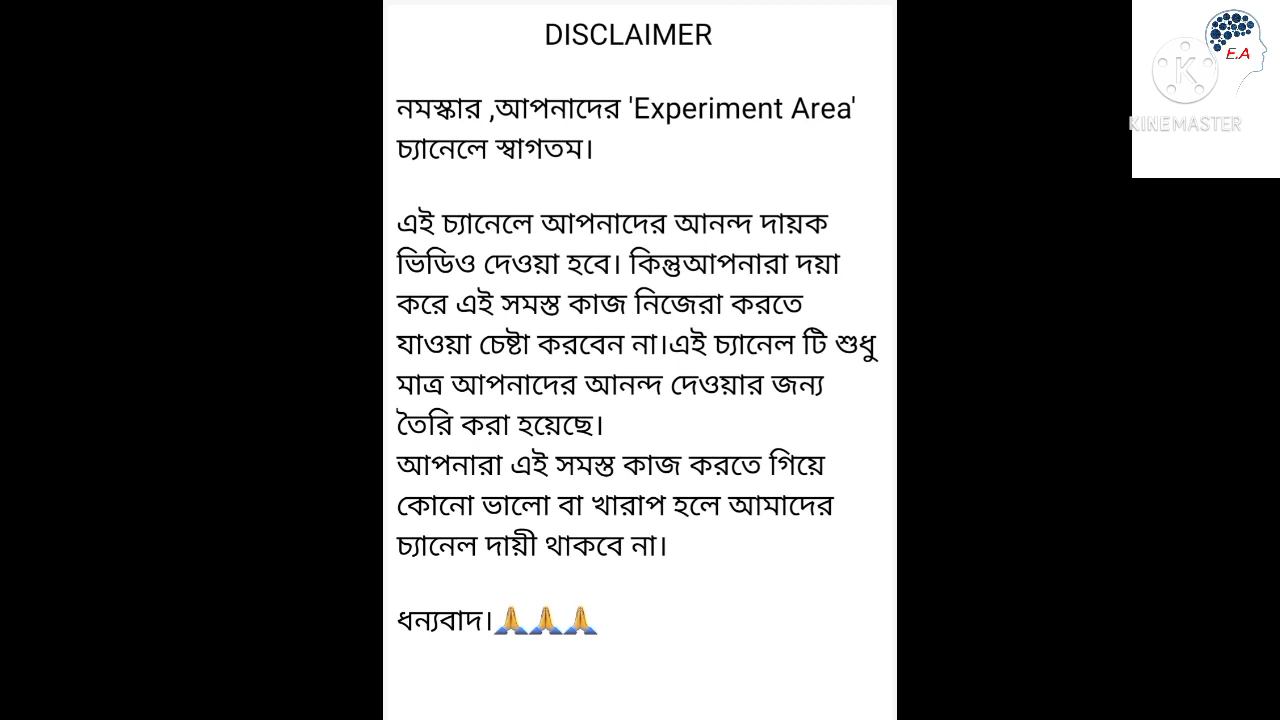 DISCLAIMER
নমস্কার ,আপনাদের 'Experiment Area'
চ্যানেলে স্বাগতম।
এই চ্যানেলে আপনাদের আনন্দ দায়ক
ভিডিও দেওয়া হবে। কিন্তুআপনারা দয়া
করে এই সমস্ত কাজ নিজেরা করতে
যাওয়া চেষ্টা করবেন না।এই চ্যানেল টি শুধু
মাত্র আপনাদের আনন্দ দেওয়ার জন্য
তৈরি করা হয়েছে।
আপনারা এই সমস্ত কাজ করতে গিয়ে
কোনো ভালো বা খারাপ হলে আমাদের
চ্যানেল দায়ী থাকবে না।
ধন্যবাদ।🙏🙏🙏
E.A
K
KINEMASTER